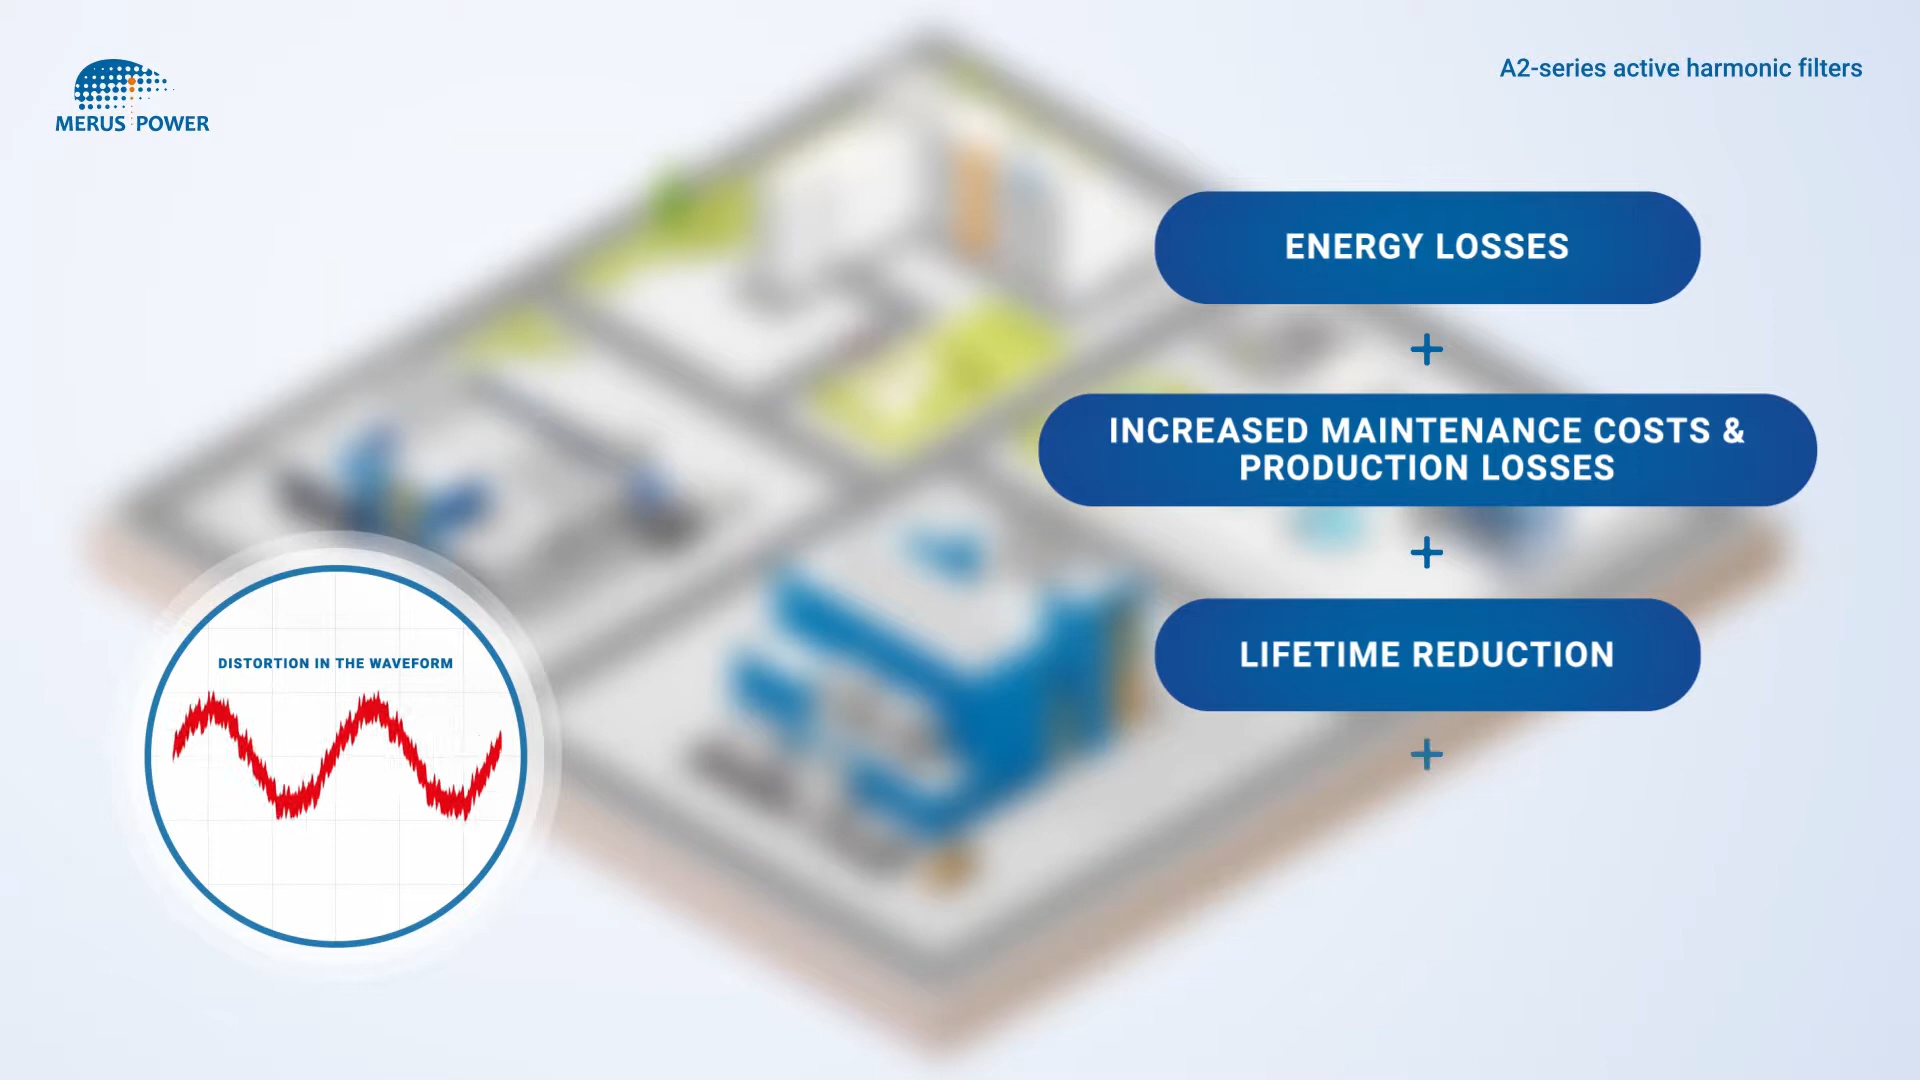 MERUS POWER
A2-series active harmonic filters
ENERGY LOSSES
+
INCREASED MAINTENANCE COSTS &
PRODUCTION LOSSES
+
LIFETIME REDUCTION
+
DISTORTION IN THE WAVEFORM